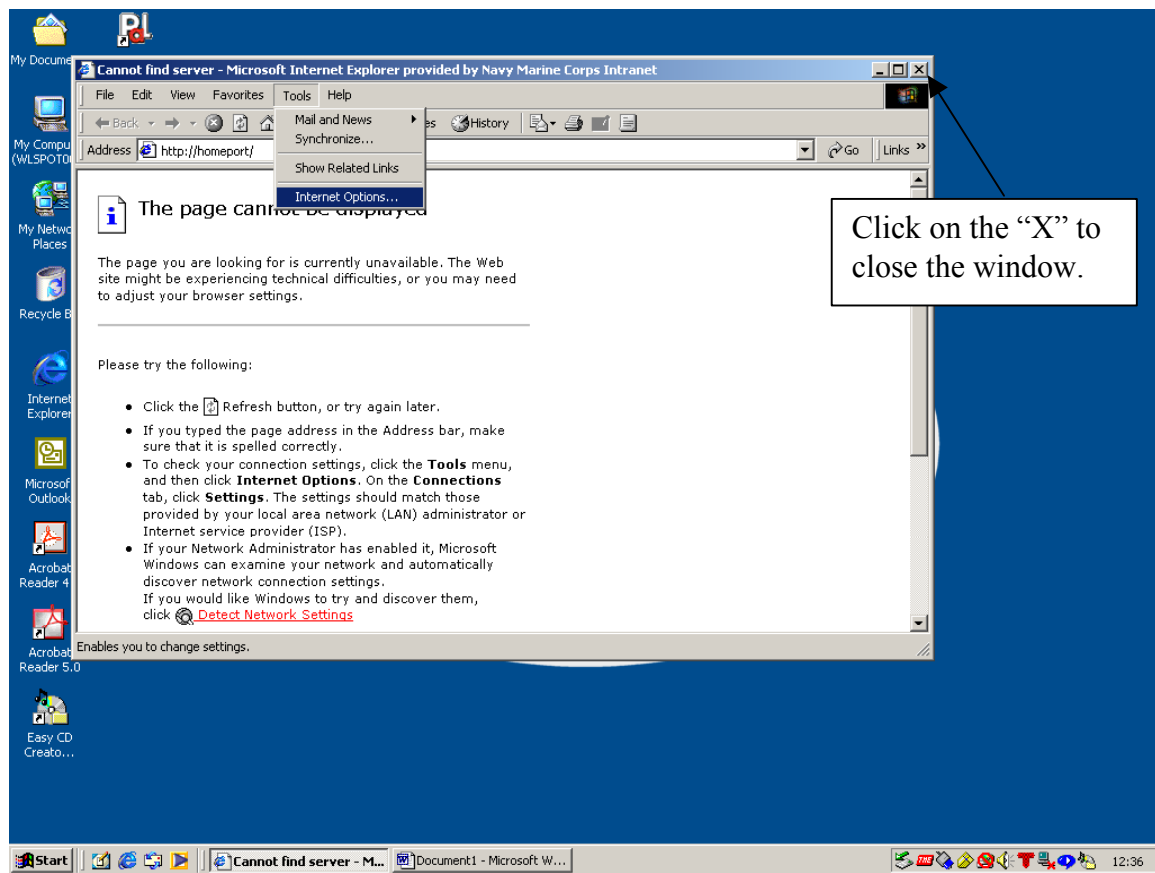 My Docume
Cannot find server - Microsoft Internet Explorer provided by Navy Marine Corps Intranet
File Edit View Favorites Tools Help
Back
es
History
Mail and News
Synchronize...
Show Related Links
Internet Options...
My Compu
(WLSPOT0
Address http://homeport/
Go
Links »
The page cannot be displayed
Click on the “X” to
close the window.
My Netwo
Places
The page you are looking for is currently unavailable. The Web
site might be experiencing technical difficulties, or you may need
to adjust your browser settings.
Recycle B
Please try the following:
Internet
Explorer
Click the Refresh button, or try again later.
If you typed the page address in the Address bar, make
sure that it is spelled correctly.
To check your connection settings, click the Tools menu,
and then click Internet Options. On the Connections
tab, click Settings. The settings should match those
provided by your local area network (LAN) administrator or
Internet service provider (ISP).
If your Network Administrator has enabled it, Microsoft
Windows can examine your network and automatically
discover network connection settings.
If you would like Windows to try and discover them,
click Detect Network Settings
Microsof
Outlook
Acrobat
Reader 4
Enables you to change settings.
Acrobat
Reader 5.0
Easy CD
Creato...
Start
Cannot find server - M...
Document1 - Microsoft W...
12:36